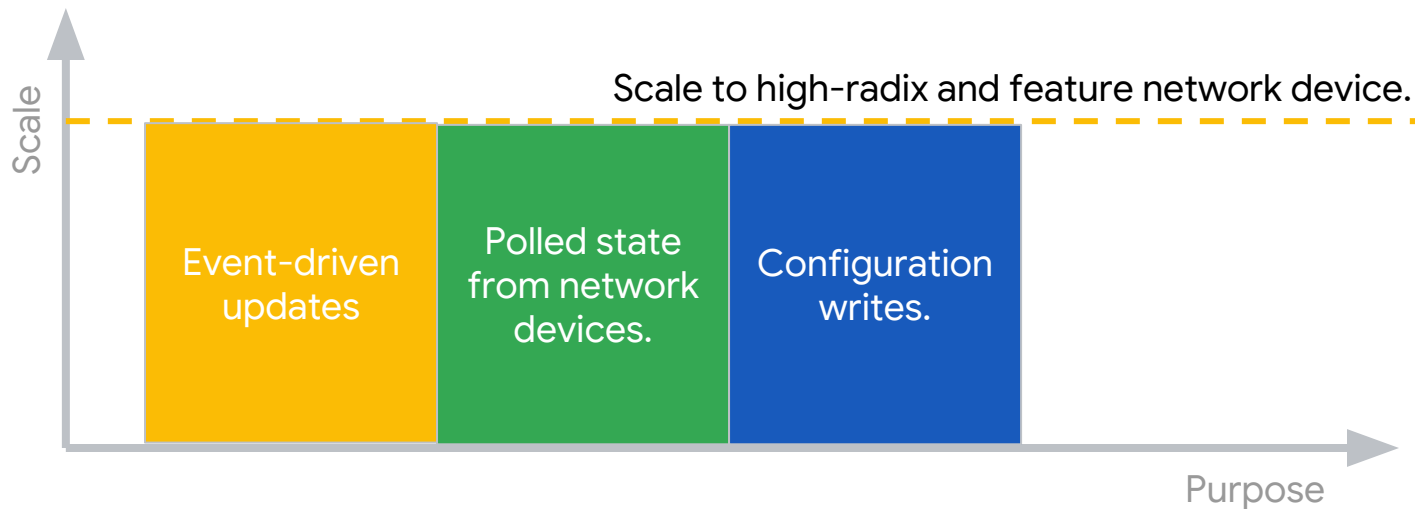 Scale to high-radix and feature network device.
Scale
Event-driven
updates
Polled state
from network
devices.
Configuration
writes.
Purpose